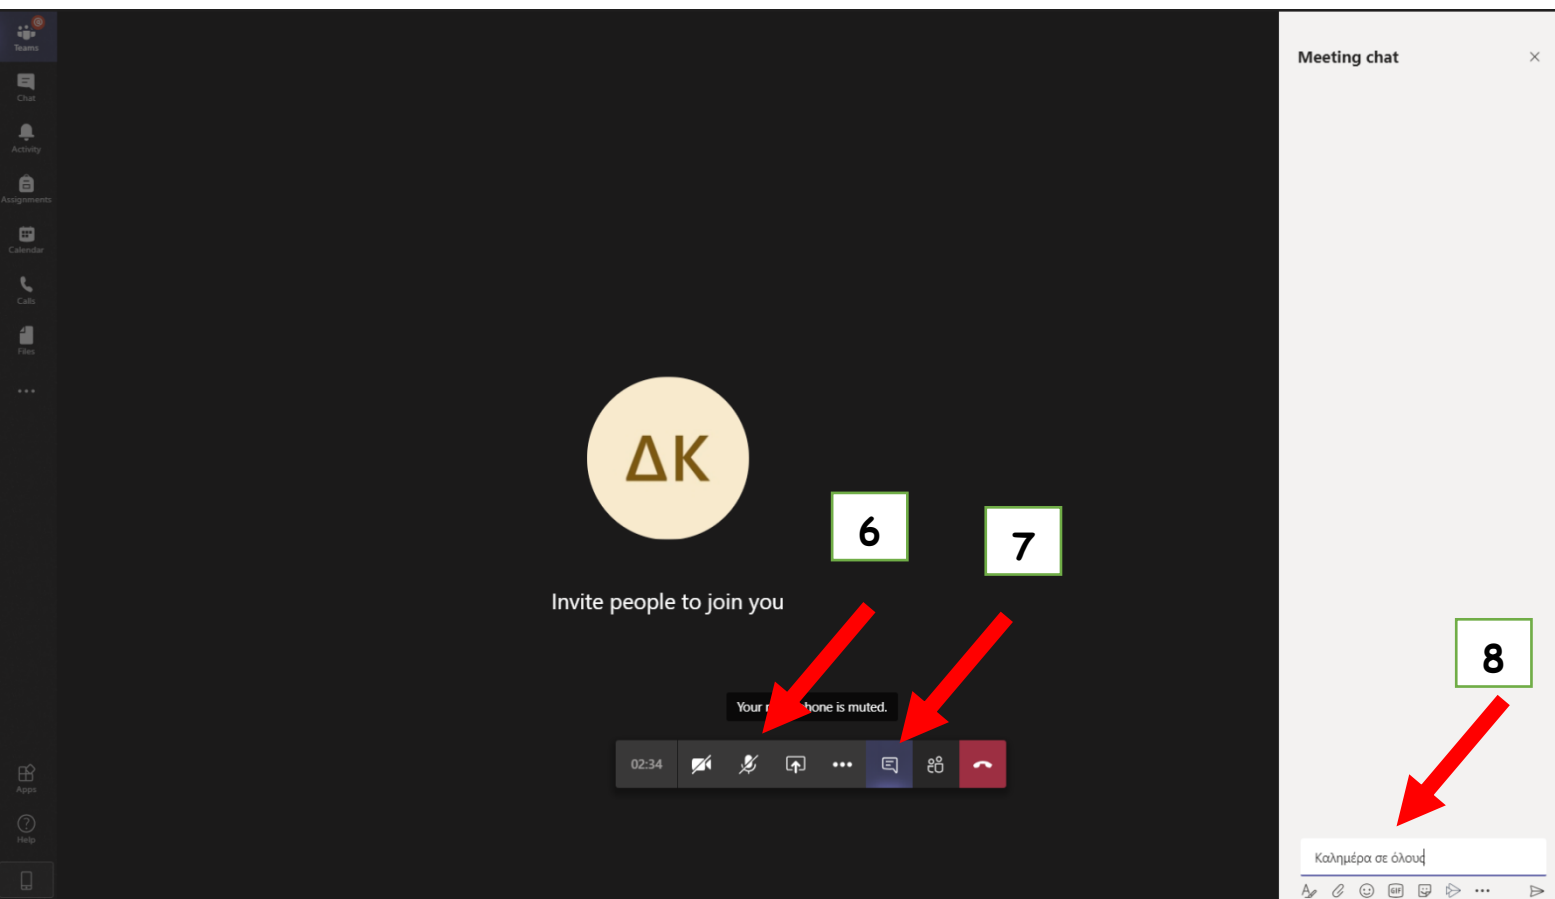 Teams
Chat
Activity
Assignments
Calendar
Calls
Files
Apps
Help
ΔΚ
Invite people to join you
6
7
8
Your is muted.
02:34
Meeting chat
Καλημέρα σε όλους
GIF